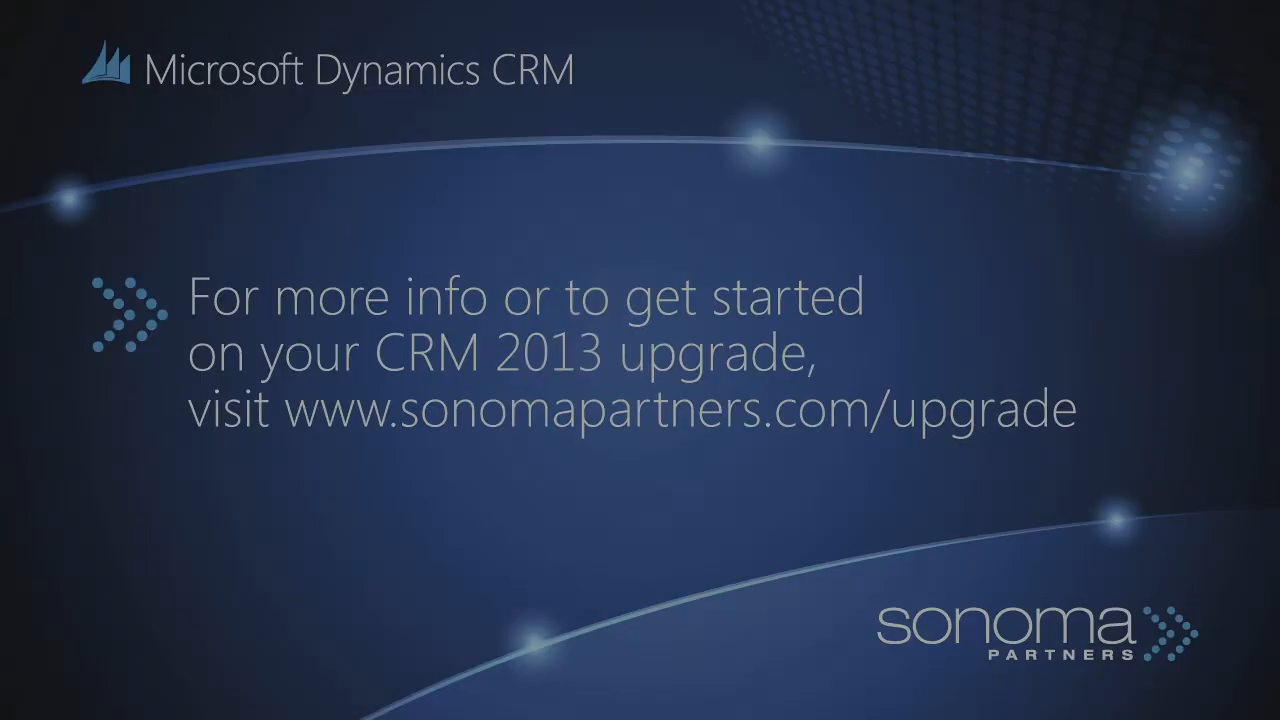 Microsoft Dynamics CRM
For more info or to get started
on your CRM 2013 upgrade,
visit www.sonomapartners.com/upgrade
sonoma
PARTNERS